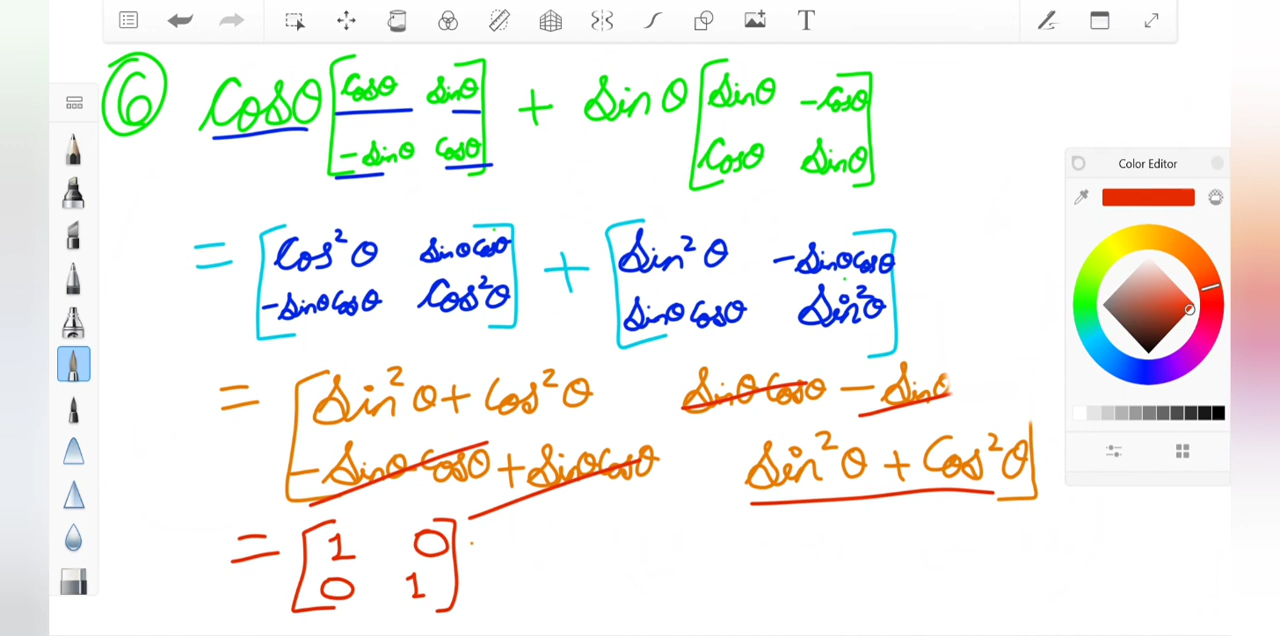 T
⑥ Cosθ [Cosθ Sinθ -Sinθ Cosθ] + Sinθ [Sinθ -Cosθ Cosθ Sinθ]
Color Editor
= [Cos²θ SinθCosθ -SinθCosθ Cos²θ] + [Sin²θ -SinθCosθ SinθCosθ Sin²θ]
= [Sin²θ + Cos²θ SinθCosθ - Sinθ
-SinθCosθ + SinθCosθ Sin²θ + Cos²θ]
= [1 0
0 1]